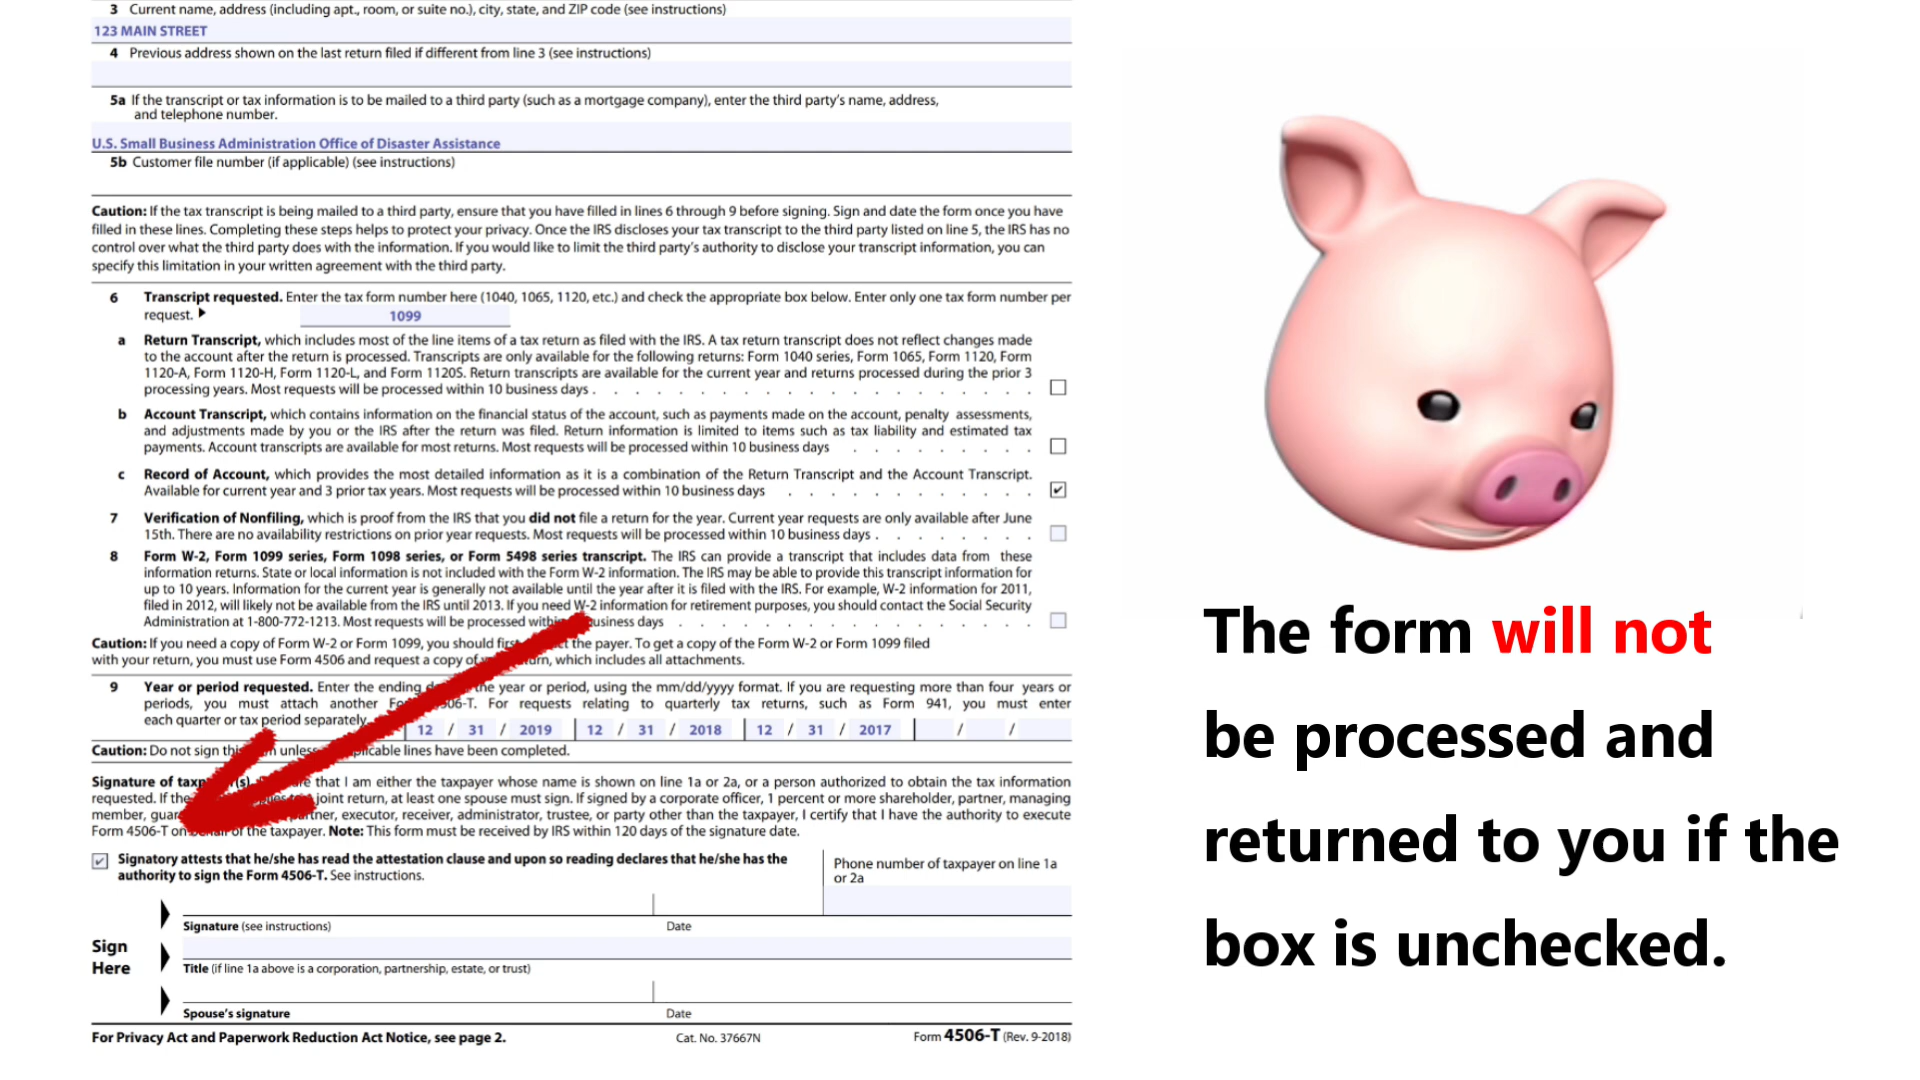 3 Current name, address (including apt., room, or suite no.), city, state, and ZIP code (see instructions)
123 MAIN STREET
4 Previous address shown on the last return filed if different from line 3 (see instructions)
5a If the transcript or tax information is to be mailed to a third party (such as a mortgage company), enter the third party's name, address,
and telephone number.
U.S. Small Business Administration Office of Disaster Assistance
5b Customer file number (if applicable) (see instructions)
Caution: If the tax transcript is being mailed to a third party, ensure that you have filled in lines 6 through 9 before signing. Sign and date the form once you have
filled in these lines. Completing these steps helps to protect your privacy. Once the IRS discloses your tax transcript to the third party listed on line 5, the IRS has no
control over what the third party does with the information. If you would like to limit the third party's authority to disclose your transcript information, you can
specify this limitation in your written agreement with the third party.
6 Transcript requested. Enter the tax form number here (1040, 1065, 1120, etc.) and check the appropriate box below. Enter only one tax form number per
request. 1099
a Return Transcript, which includes most of the line items of a tax return as filed with the IRS. A tax return transcript does not reflect changes made
to the account after the return is processed. Transcripts are only available for the following returns: Form 1040 series, Form 1065, Form 1120, Form
1120-A, Form 1120-H, Form 1120-L, and Form 1120S. Return transcripts are available for the current year and returns processed during the prior 3
processing years. Most requests will be processed within 10 business days .
b Account Transcript, which contains information on the financial status of the account, such as payments made on the account, penalty assessments,
and adjustments made by you or the IRS after the return was filed. Return information is limited to items such as tax liability and estimated tax
payments. Account transcripts are available for most returns. Most requests will be processed within 10 business days
c Record of Account, which provides the most detailed information as it is a combination of the Return Transcript and the Account Transcript.
Available for current year and 3 prior tax years. Most requests will be processed within 10 business days
7 Verification of Nonfiling, which is proof from the IRS that you did not file a return for the year. Current year requests are only available after June
15th. There are no availability restrictions on prior year requests. Most requests will be processed within 10 business days .
8 Form W-2, Form 1099 series, Form 1098 series, or Form 5498 series transcript. The IRS can provide a transcript that includes data from these
information returns. State or local information is not included with the Form W-2 information. The IRS may be able to provide this transcript information for
up to 10 years. Information for the current year is generally not available until the year after it is filed with the IRS. For example, W-2 information for 2011,
filed in 2012, will likely not be available from the IRS until 2013. If you need W-2 information for retirement purposes, you should contact the Social Security
Administration at 1-800-772-1213. Most requests will be processed business days
Caution: If you need a copy of Form W-2 or Form 1099, you should the payer. To get a copy of the Form W-2 or Form 1099 filed
with your return, you must use Form 4506 and request a copy of which includes all attachments.
9 Year or period requested. Enter the ending the year or period, using the mm/dd/yyyy format. If you are requesting more than four years or
periods, you must attach another For requests relating to quarterly tax returns, such as Form 941, you must enter
each quarter or tax period separately.
12 / 31 / 2019 12 / 31 / 2018 12 / 31 / 2017 / /
Caution: Do not sign unless lines have been completed.
Signature of that I am either the taxpayer whose name is shown on line 1a or 2a, or a person authorized to obtain the tax information
requested. If the joint return, at least one spouse must sign. If signed by a corporate officer, 1 percent or more shareholder, partner, managing
member, executor, receiver, administrator, trustee, or party other than the taxpayer, I certify that I have the authority to execute
Form 4506-T on of the taxpayer. Note: This form must be received by IRS within 120 days of the signature date.
Signatory attests that he/she has read the attestation clause and upon so reading declares that he/she has the
authority to sign the Form 4506-T. See instructions.
Phone number of taxpayer on line 1a
or 2a
Sign
Here
Signature (see instructions) Date
Title (if line 1a above is a corporation, partnership, estate, or trust)
Spouse's signature Date
For Privacy Act and Paperwork Reduction Act Notice, see page 2. Cat. No. 37667N Form 4506-T (Rev. 9-2018)
The form will not
be processed and
returned to you if the
box is unchecked.